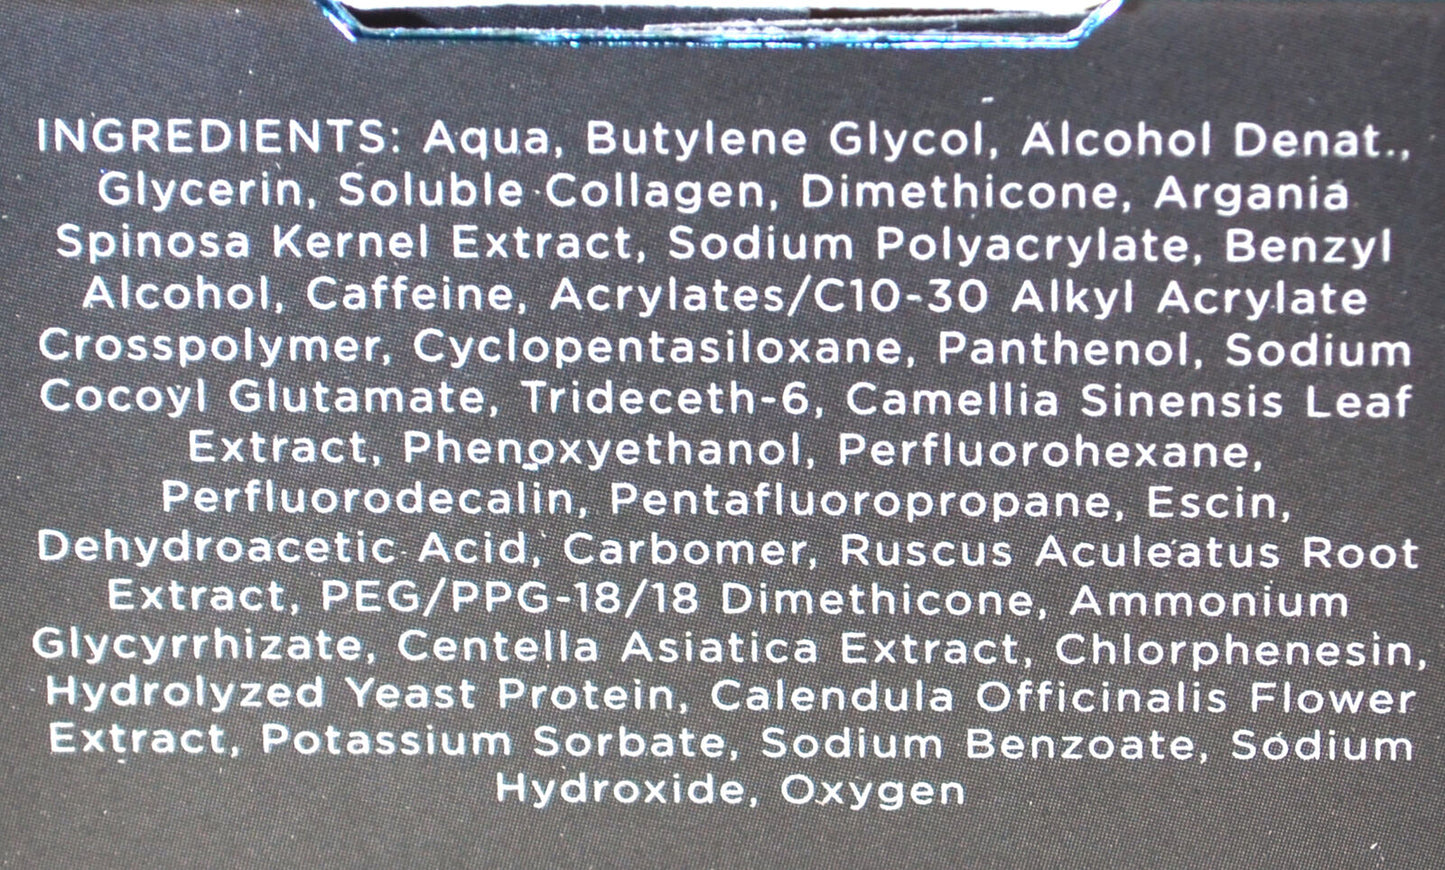 INGREDIENTS: Aqua, Butylene Glycol, Alcohol Denat.,
Glycerin, Soluble Collagen, Dimethicone, Argania
Spinosa Kernel Extract, Sodium Polyacrylate, Benzyl
Alcohol, Caffeine, Acrylates/C10-30 Alkyl Acrylate
Crosspolymer, Cyclopentasiloxane, Panthenol, Sodium
Cocoyl Glutamate, Trideceth-6, Camellia Sinensis Leaf
Extract, Phenoxyethanol, Perfluorohexane,
Perfluorodecalin, Pentafluoropropane, Escin,
Dehydroacetic Acid, Carbomer, Ruscus Aculeatus Root
Extract, PEG/PPG-18/18 Dimethicone, Ammonium
Glycyrrhizate, Centella Asiatica Extract, Chlorphenesin,
Hydrolyzed Yeast Protein, Calendula Officinalis Flower
Extract, Potassium Sorbate, Sodium Benzoate, Sodium
Hydroxide, Oxygen